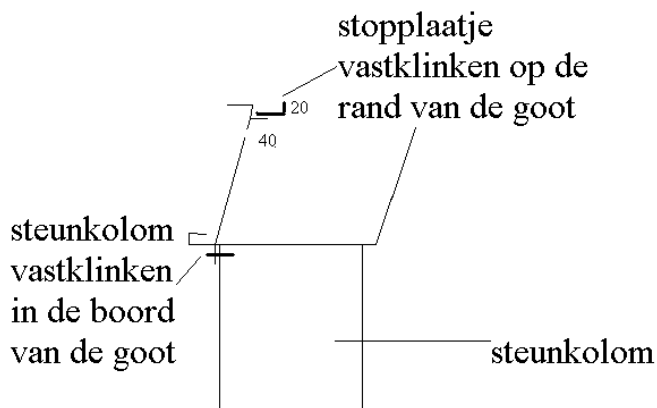 stopplaatje
vastklinken op de
rand van de goot
20
40
steunkolom
vastklinken
in de boord
van de goot
steunkolom